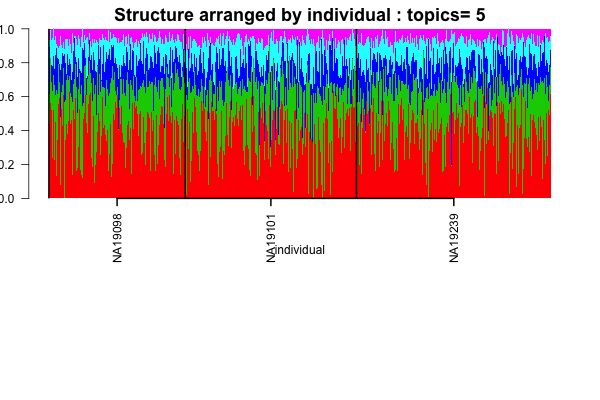 Structure arranged by individual : topics= 5
1.0
0.8
0.6
0.4
0.2
0.0
NA19098
NA19101
NA19239
individual